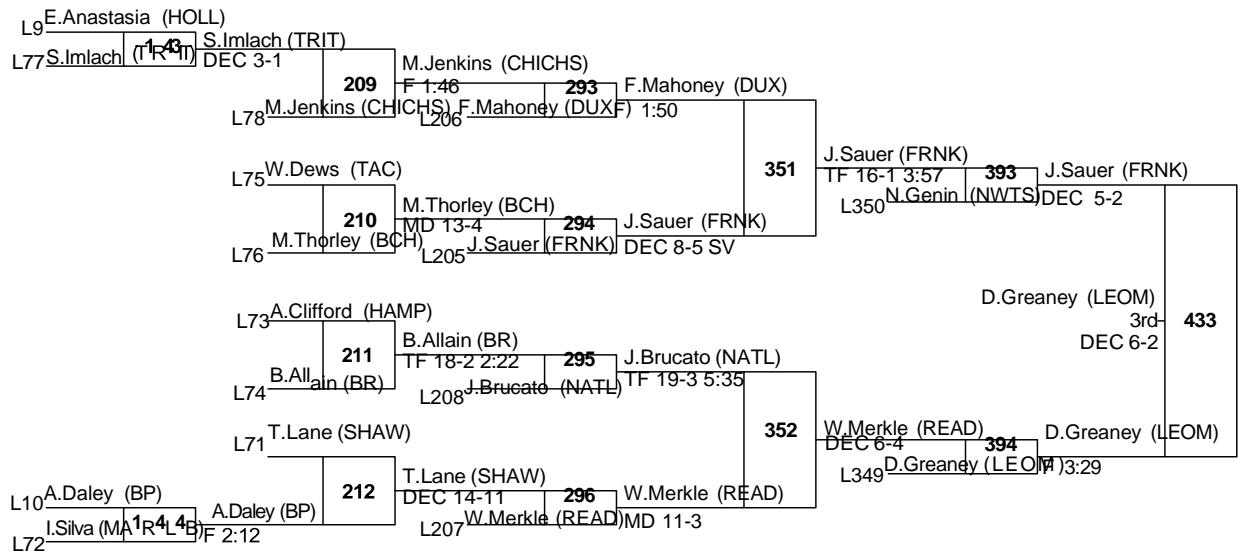 E.Anastasia (HOLL)
L9
143
S.Imlach (TRIT)
L77
S.Imlach (TRIT)
DEC 3-1
209
M.Jenkins (CHICHS)
F 1:46
L78
M.Jenkins (CHICHS)
293
F.Mahoney (DUX)
F 1:50
L206
F.Mahoney (DUX)
351
J.Sauer (FRNK)
TF 16-1 3:57
L75
W.Dews (TAC)
210
M.Thorley (BCH)
MD 13-4
L76
M.Thorley (BCH)
294
J.Sauer (FRNK)
DEC 8-5 SV
L205
J.Sauer (FRNK)
393
J.Sauer (FRNK)
DEC 5-2
L350
N.Genin (NWTS)
D.Greaney (LEOM)
3rd
433
DEC 6-2
L73
A.Clifford (HAMP)
211
B.Allain (BR)
TF 18-2 2:22
L74
B.Allain (BR)
295
J.Brucato (NATL)
TF 19-3 5:35
L208
J.Brucato (NATL)
352
W.Merkle (READ)
DEC 6-4
394
D.Greaney (LEOM)
F 3:29
L349
D.Greaney (LEOM)
L71
T.Lane (SHAW)
212
T.Lane (SHAW)
DEC 14-11
296
W.Merkle (READ)
MD 11-3
L207
W.Merkle (READ)
L10
A.Daley (BP)
144
A.Daley (BP)
F 2:12
L72
I.Silva (MARLB)